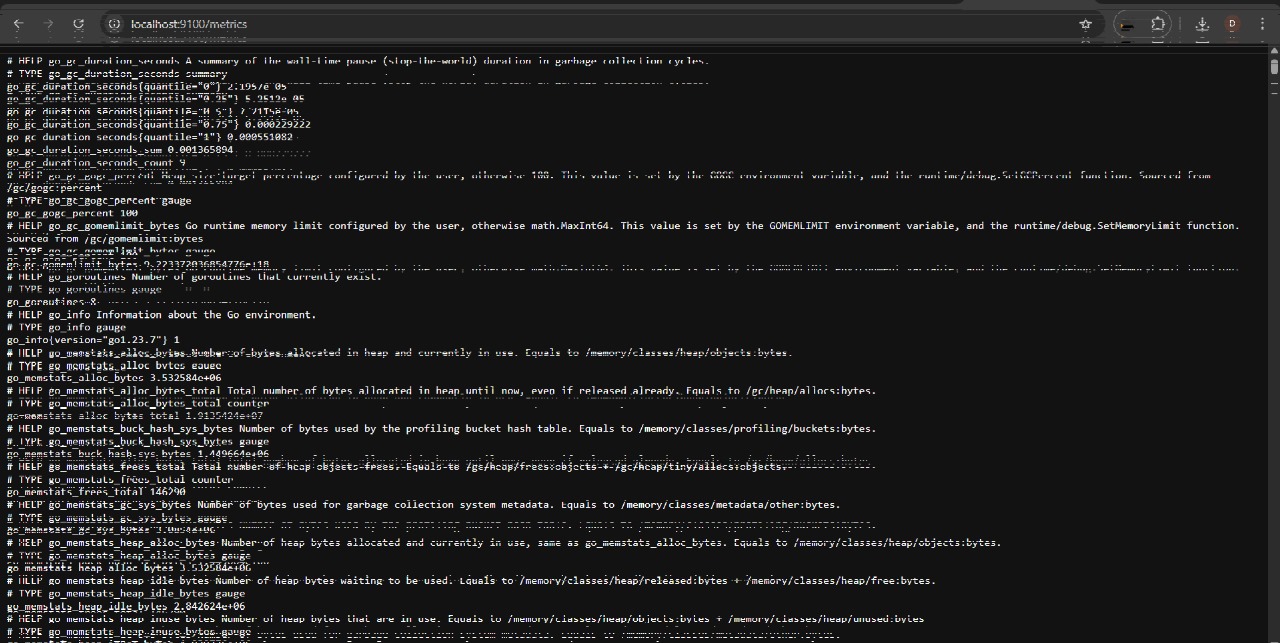 localhost:9100/metrics
D
# HELP go_gc_duration_seconds A summary of the wall-time pause (stop-the-world) duration in garbage collection cycles.
# TYPE go_gc_duration_seconds summary
go_gc_duration_seconds{quantile="0"} 2.1957e-05
go_gc_duration_seconds{quantile="0.25"} 5.2512e-05
go_gc_duration_seconds{quantile="0.5"}
go_gc_duration_seconds{quantile="0.75"} 0.000229222
go_gc_duration_seconds{quantile="1"} 0.000551082
go_gc_duration_seconds_sum 0.001365894
go_gc_duration_seconds_count 9
# HELP go_gc_gogc_percent Heap size target percentage configured by the user, otherwise 100. This value is set by the GOGC environment variable, and the runtime/debug.SetGCPercent function. Sourced from
/gc/gogc:percent
# TYPE go_gc_gogc_percent gauge
go_gc_gogc_percent 100
# HELP go_gc_gomemlimit_bytes Go runtime memory limit configured by the user, otherwise math.MaxInt64. This value is set by the GOMEMLIMIT environment variable, and the runtime/debug.SetMemoryLimit function.
Sourced from /gc/gomemlimit:bytes
# TYPE go_gc_gomemlimit_bytes gauge
go_gc_gomemlimit_bytes 9.223372036854776e+18
# HELP go_goroutines Number of goroutines that currently exist.
# TYPE go_goroutines gauge
go_goroutines 8
# HELP go_info Information about the Go environment.
# TYPE go_info gauge
go_info{version="go1.23.7"} 1
# HELP go_memstats_alloc_bytes Number of bytes allocated in heap and currently in use. Equals to /memory/classes/heap/objects:bytes.
# TYPE go_memstats_alloc_bytes gauge
go_memstats_alloc_bytes 3.532584e+06
# HELP go_memstats_alloc_bytes_total Total number of bytes allocated in heap until now, even if released already. Equals to /gc/heap/allocs:bytes.
# TYPE go_memstats_alloc_bytes_total counter
go_memstats_alloc_bytes_total 1.9135424e+07
# HELP go_memstats_buck_hash_sys_bytes Number of bytes used by the profiling bucket hash table. Equals to /memory/classes/profiling/buckets:bytes.
# TYPE go_memstats_buck_hash_sys_bytes gauge
go_memstats_buck_hash_sys_bytes 1.449664e+06
# HELP go_memstats_frees_total Total number of heap objects frees. Equals to /gc/heap/frees:objects + /gc/heap/tiny/allocs:objects.
# TYPE go_memstats_frees_total counter
go_memstats_frees_total 146290
# HELP go_memstats_gc_sys_bytes Number of bytes used for garbage collection system metadata. Equals to /memory/classes/metadata/other:bytes.
# TYPE go_memstats_gc_sys_bytes gauge
go_memstats_gc_sys_bytes
# HELP go_memstats_heap_alloc_bytes Number of heap bytes allocated and currently in use, same as go_memstats_alloc_bytes. Equals to /memory/classes/heap/objects:bytes.
# TYPE go_memstats_heap_alloc_bytes gauge
go_memstats_heap_alloc_bytes 3.532584e+06
# HELP go_memstats_heap_idle_bytes Number of heap bytes waiting to be used. Equals to /memory/classes/heap/released:bytes + /memory/classes/heap/free:bytes.
# TYPE go_memstats_heap_idle_bytes gauge
go_memstats_heap_idle_bytes 2.842624e+06
# HELP go_memstats_heap_inuse_bytes Number of heap bytes that are in use. Equals to /memory/classes/heap/objects:bytes + /memory/classes/heap/unused:bytes
# TYPE go_memstats_heap_inuse_bytes gauge